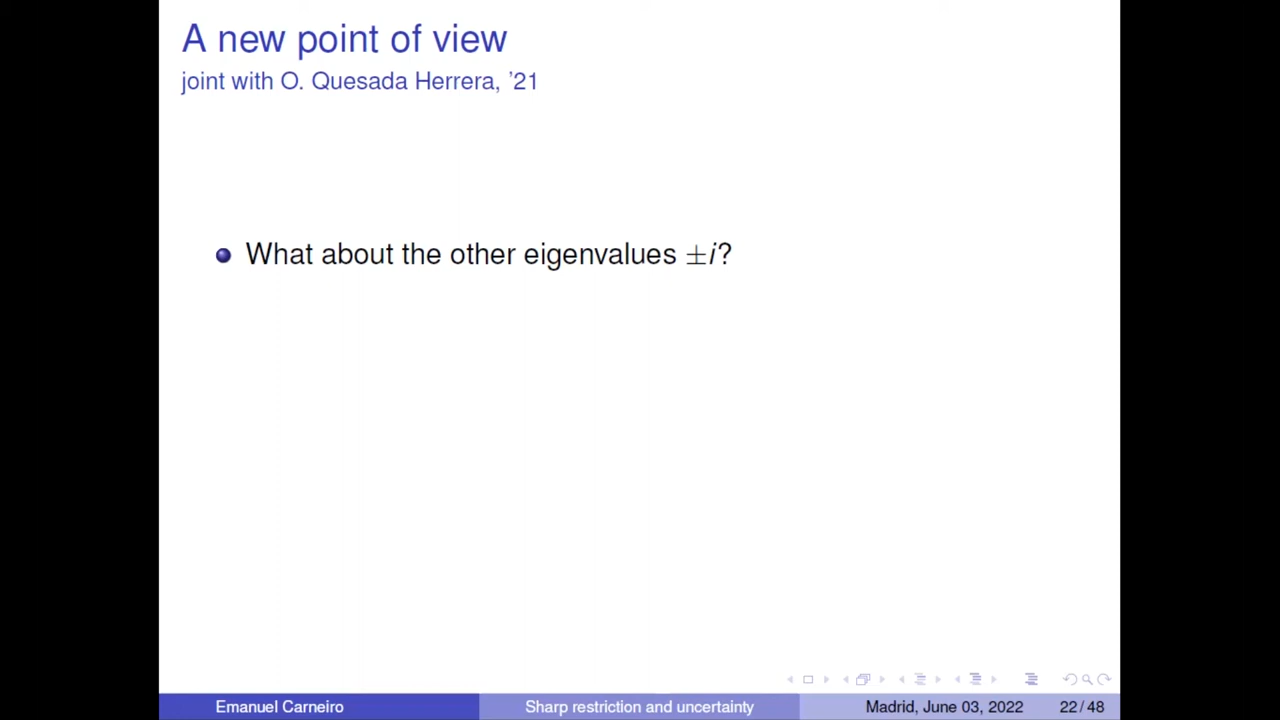 A new point of view
joint with O. Quesada Herrera, ’21
What about the other eigenvalues ±i?
Emanuel Carneiro
Sharp restriction and uncertainty
Madrid, June 03, 2022
22 / 48